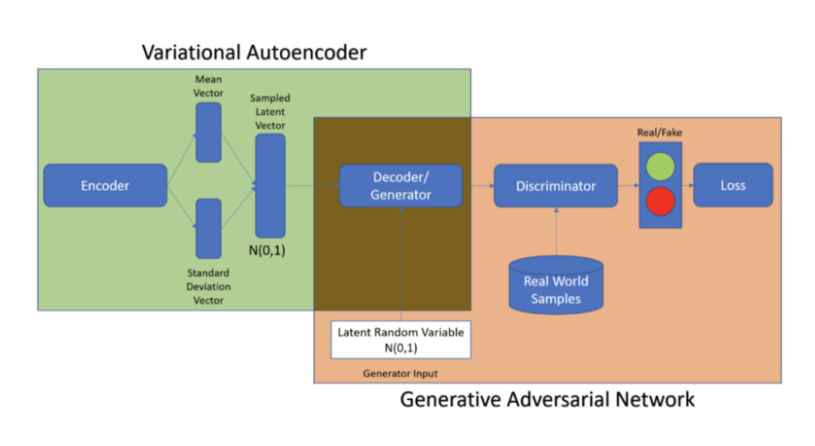 Variational Autoencoder
Mean
Vector
Sampled
Latent
Vector
Encoder
N(0,1)
Standard
Deviation
Vector
Decoder/
Generator
Discriminator
Real/Fake
Loss
Real World
Samples
Latent Random Variable
N(0,1)
Generator Input
Generative Adversarial Network